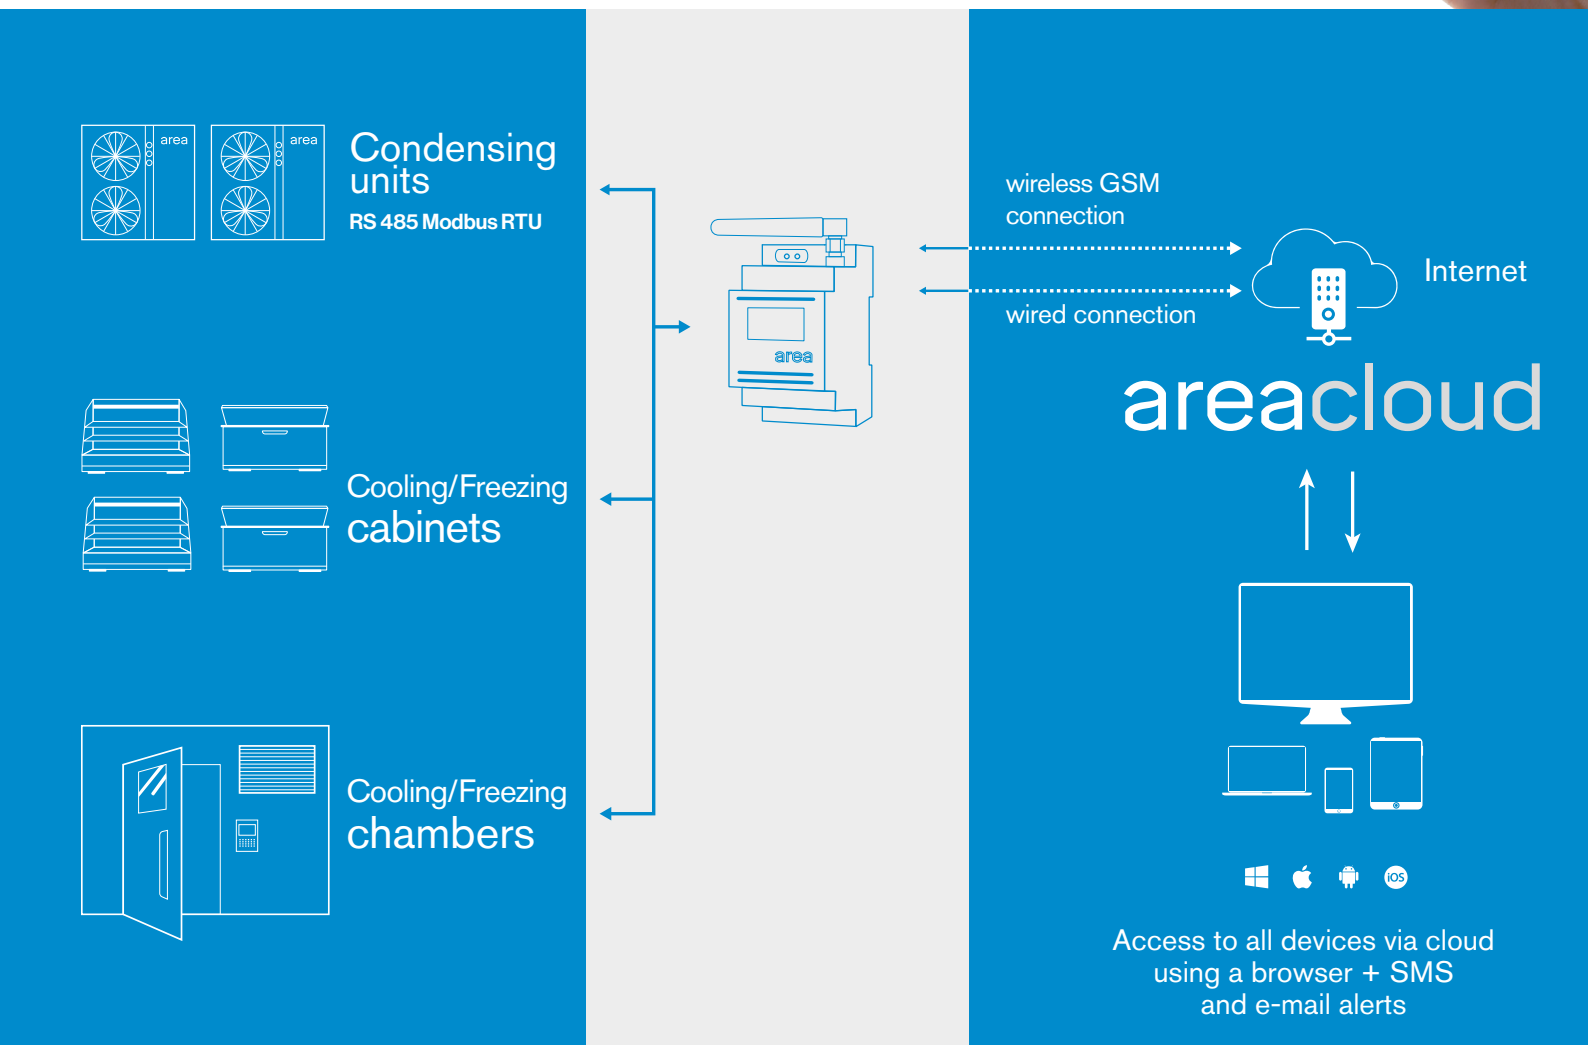 area
area
Condensing
units
RS 485 Modbus RTU
Cooling/Freezing
cabinets
Cooling/Freezing
chambers
area
wireless GSM
connection
wired connection
Internet
areacloud
iOS
Access to all devices via cloud
using a browser + SMS
and e-mail alerts